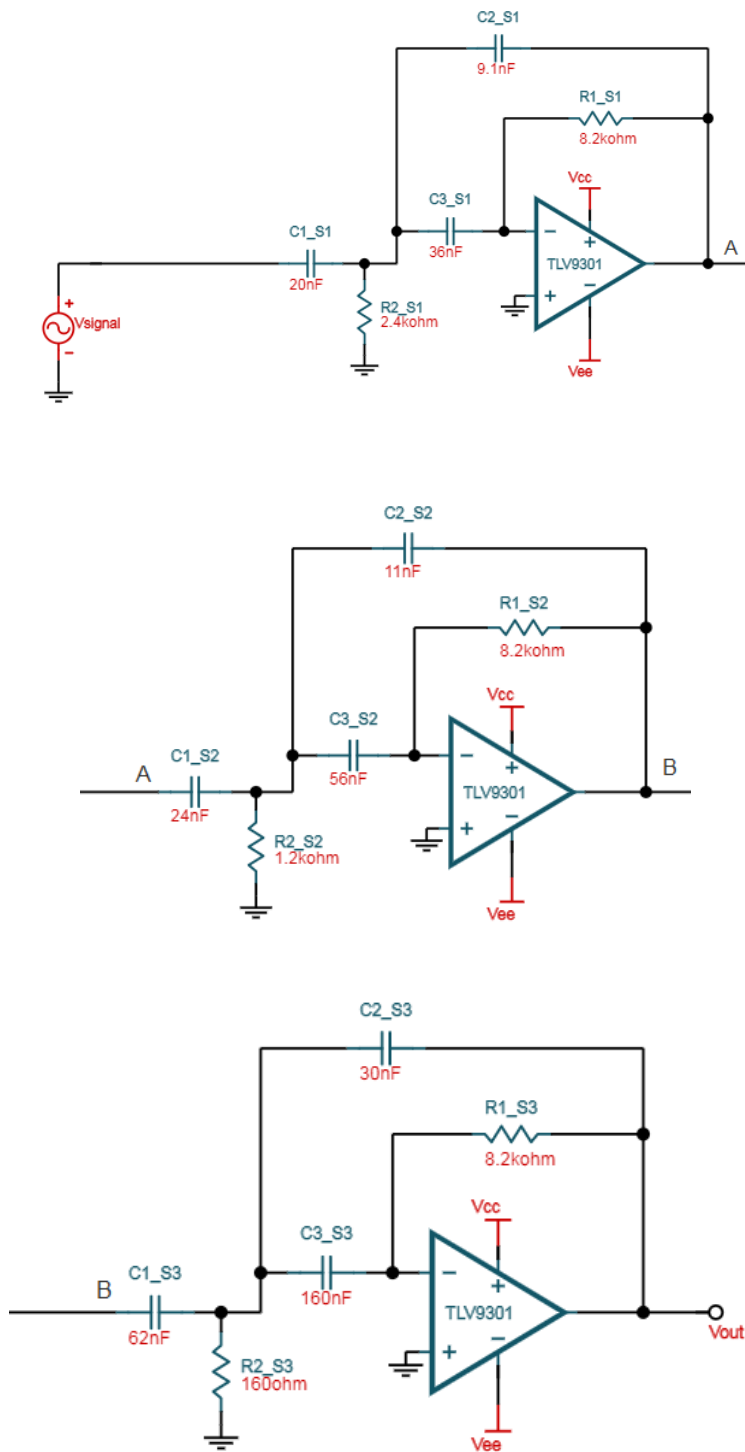 C2_S1
9.1nF
R1_S1
8.2kohm
Vcc
C3_S1
C1_S1
36nF
− + TLV9301 A
20nF
+ −
+ Vsignal −
R2_S1
2.4kohm
Vee
C2_S2
11nF
R1_S2
8.2kohm
Vcc
C3_S2
A C1_S2
56nF
− + TLV9301 B
24nF
+ −
R2_S2
1.2kohm
Vee
C2_S3
30nF
R1_S3
8.2kohm
Vcc
C3_S3
B C1_S3
160nF
− + TLV9301
62nF
+ −
Vout
R2_S3
160ohm
Vee